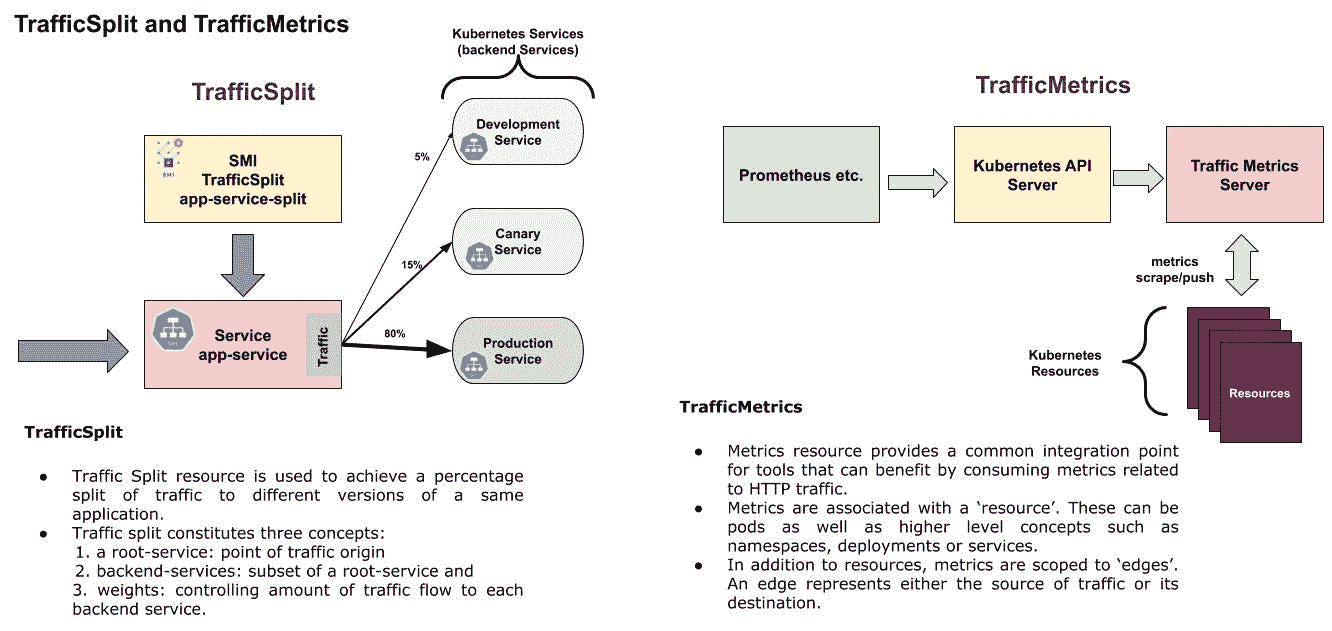 TrafficSplit and TrafficMetrics
Kubernetes Services
(backend Services)
TrafficSplit
SMI
SMI
TrafficSplit
app-service-split
Development
Service
5%
Canary
Service
15%
Service
app-service
Traffic
80%
Production
Service
TrafficSplit
● Traffic Split resource is used to achieve a percentage
split of traffic to different versions of a same
application.
● Traffic split constitutes three concepts:
1. a root-service: point of traffic origin
2. backend-services: subset of a root-service and
3. weights: controlling amount of traffic flow to each
backend service.
TrafficMetrics
Prometheus etc.
Kubernetes API
Server
Traffic Metrics
Server
metrics
scrape/push
Kubernetes
Resources
Resources
TrafficMetrics
● Metrics resource provides a common integration point
for tools that can benefit by consuming metrics related
to HTTP traffic.
● Metrics are associated with a ‘resource’. These can be
pods as well as higher level concepts such as
namespaces, deployments or services.
● In addition to resources, metrics are scoped to ‘edges’.
An edge represents either the source of traffic or its
destination.